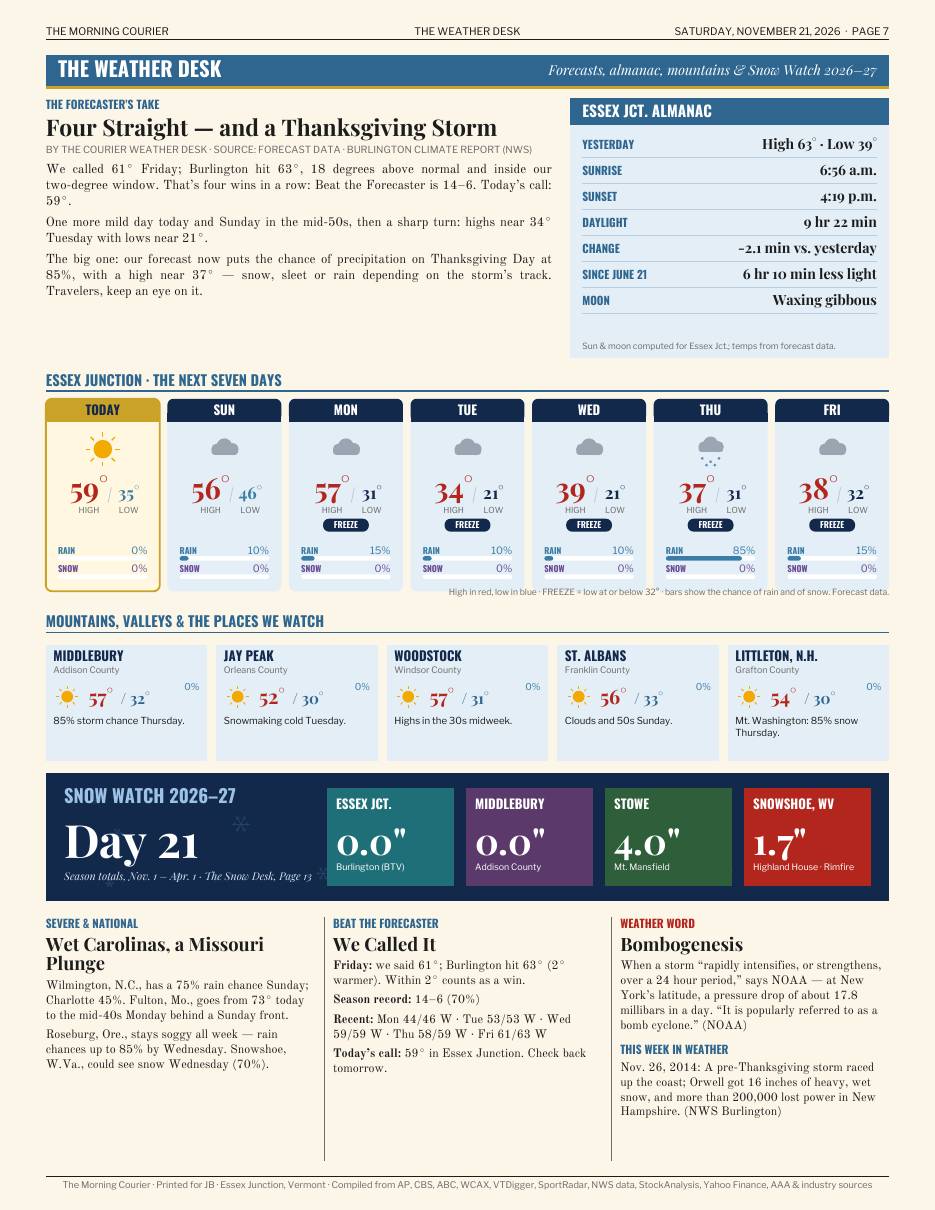 THE MORNING COURIER
THE WEATHER DESK
SATURDAY, NOVEMBER 21, 2026 · PAGE 7
THE WEATHER DESK
Forecasts, almanac, mountains & Snow Watch 2026–27
THE FORECASTER'S TAKE
Four Straight — and a Thanksgiving Storm
BY THE COURIER WEATHER DESK · SOURCE: FORECAST DATA · BURLINGTON CLIMATE REPORT (NWS)
We called 61° Friday; Burlington hit 63°, 18 degrees above normal and inside our
two-degree window. That's four wins in a row: Beat the Forecaster is 14–6. Today's call:
59°.
One more mild day today and Sunday in the mid-50s, then a sharp turn: highs near 34°
Tuesday with lows near 21°.
The big one: our forecast now puts the chance of precipitation on Thanksgiving Day at
85%, with a high near 37° — snow, sleet or rain depending on the storm's track.
Travelers, keep an eye on it.
ESSEX JCT. ALMANAC
YESTERDAY High 63° · Low 39°
SUNRISE 6:56 a.m.
SUNSET 4:19 p.m.
DAYLIGHT 9 hr 22 min
CHANGE -2.1 min vs. yesterday
SINCE JUNE 21 6 hr 10 min less light
MOON Waxing gibbous
Sun & moon computed for Essex Jct.; temps from forecast data.
ESSEX JUNCTION · THE NEXT SEVEN DAYS
TODAY
59° / 35°
HIGH LOW
RAIN 0%
SNOW 0%
SUN
56° / 46°
HIGH LOW
RAIN 10%
SNOW 0%
MON
57° / 31°
HIGH LOW
FREEZE
RAIN 15%
SNOW 0%
TUE
34° / 21°
HIGH LOW
FREEZE
RAIN 10%
SNOW 0%
WED
39° / 21°
HIGH LOW
FREEZE
RAIN 10%
SNOW 0%
THU
37° / 31°
HIGH LOW
FREEZE
RAIN 85%
SNOW 0%
FRI
38° / 32°
HIGH LOW
FREEZE
RAIN 15%
SNOW 0%
High in red, low in blue · FREEZE = low at or below 32° · bars show the chance of rain and of snow. Forecast data.
MOUNTAINS, VALLEYS & THE PLACES WE WATCH
MIDDLEBURY
Addison County
57° / 32° 0%
85% storm chance Thursday.
JAY PEAK
Orleans County
52° / 30° 0%
Snowmaking cold Tuesday.
WOODSTOCK
Windsor County
57° / 31° 0%
Highs in the 30s midweek.
ST. ALBANS
Franklin County
56° / 33° 0%
Clouds and 50s Sunday.
LITTLETON, N.H.
Grafton County
54° / 30° 0%
Mt. Washington: 85% snow
Thursday.
SNOW WATCH 2026–27
Day 21
Season totals, Nov. 1 – Apr. 1 · The Snow Desk, Page 13
ESSEX JCT.
0.0"
Burlington (BTV)
MIDDLEBURY
0.0"
Addison County
STOWE
4.0"
Mt. Mansfield
SNOWSHOE, WV
1.7"
Highland House · Rimfire
SEVERE & NATIONAL
Wet Carolinas, a Missouri
Plunge
Wilmington, N.C., has a 75% rain chance Sunday;
Charlotte 45%. Fulton, Mo., goes from 73° today
to the mid-40s Monday behind a Sunday front.
Roseburg, Ore., stays soggy all week — rain
chances up to 85% by Wednesday. Snowshoe,
W.Va., could see snow Wednesday (70%).
BEAT THE FORECASTER
We Called It
Friday: we said 61°; Burlington hit 63° (2°
warmer). Within 2° counts as a win.
Season record: 14–6 (70%)
Recent: Mon 44/46 W · Tue 53/53 W · Wed
59/59 W · Thu 58/59 W · Fri 61/63 W
Today's call: 59° in Essex Junction. Check back
tomorrow.
WEATHER WORD
Bombogenesis
When a storm “rapidly intensifies, or strengthens,
over a 24 hour period,” says NOAA — at New
York's latitude, a pressure drop of about 17.8
millibars in a day. “It is popularly referred to as a
bomb cyclone.” (NOAA)
THIS WEEK IN WEATHER
Nov. 26, 2014: A pre-Thanksgiving storm raced
up the coast; Orwell got 16 inches of heavy, wet
snow, and more than 200,000 lost power in New
Hampshire. (NWS Burlington)
The Morning Courier · Printed for JB · Essex Junction, Vermont · Compiled from AP, CBS, ABC, WCAX, VTDigger, SportRadar, NWS data, StockAnalysis, Yahoo Finance, AAA & industry sources